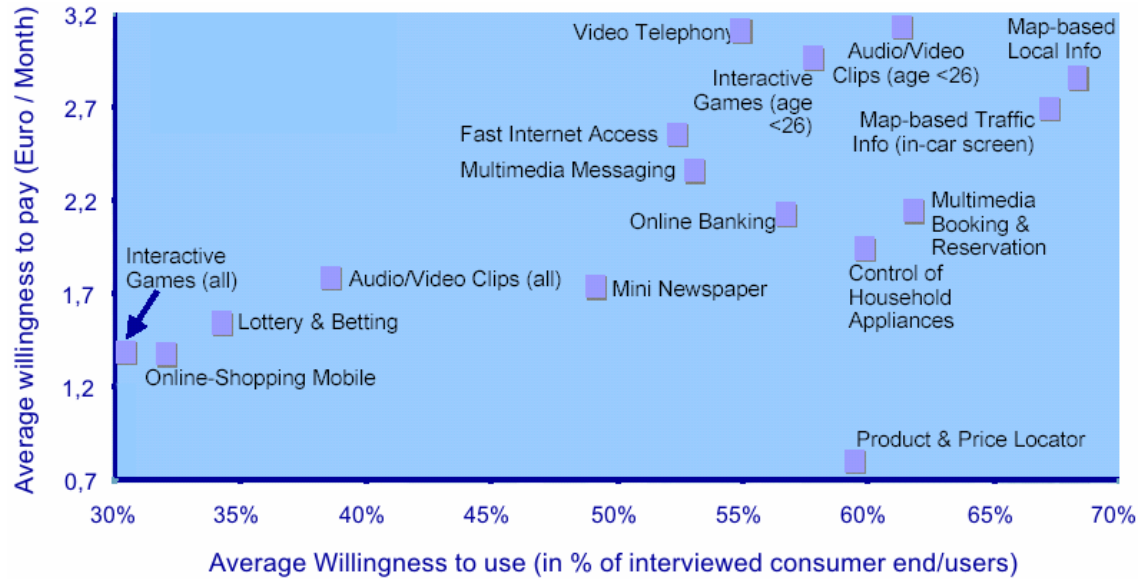 Average willingness to pay (Euro / Month)
3,2
2,7
2,2
1,7
1,2
0,7
Video Telephony
Audio/Video
Clips (age <26)
Map-based
Local Info
Interactive
Games (age
<26)
Map-based Traffic
Info (in-car screen)
Fast Internet Access
Multimedia Messaging
Online Banking
Multimedia
Booking &
Reservation
Interactive
Games (all)
Audio/Video Clips (all)
Mini Newspaper
Control of
Household
Appliances
Lottery & Betting
Online-Shopping Mobile
Product & Price Locator
30%
35%
40%
45%
50%
55%
60%
65%
70%
Average Willingness to use (in % of interviewed consumer end/users)